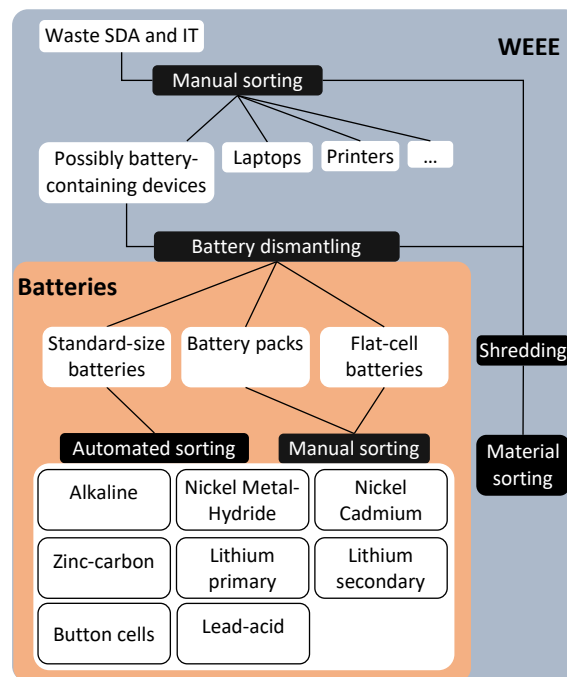 Waste SDA and IT
WEEE
Manual sorting
Possibly battery-
containing devices
Laptops
Printers
...
Battery dismantling
Batteries
Standard-size
batteries
Battery packs
Flat-cell
batteries
Shredding
Automated sorting
Manual sorting
Material
sorting
Alkaline
Nickel Metal-
Hydride
Nickel
Cadmium
Zinc-carbon
Lithium
primary
Lithium
secondary
Button cells
Lead-acid